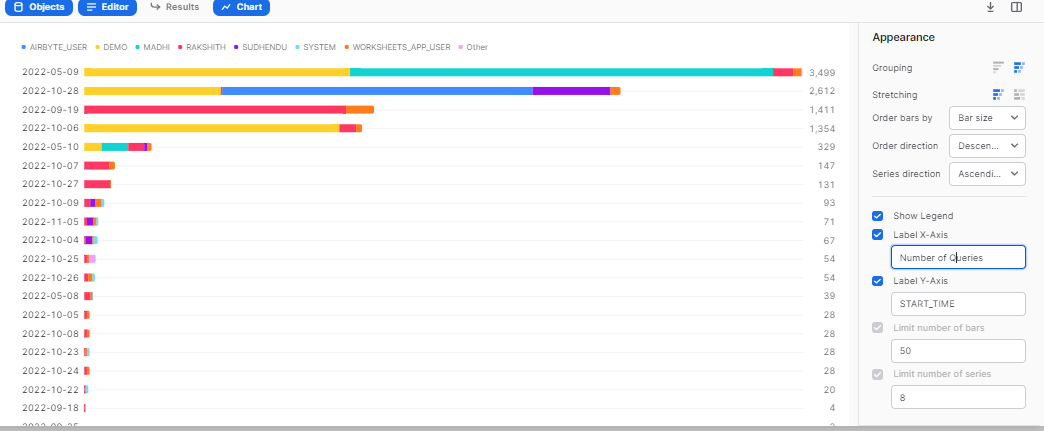 Objects Editor Results Chart
AIRBYTE_USER DEMO MADHI RAKSHITH SUDHENDU SYSTEM WORKSHEETS_APP_USER Other
2022-05-09 3,499
2022-10-28 2,612
2022-09-19 1,411
2022-10-06 1,354
2022-05-10 329
2022-10-07 147
2022-10-27 131
2022-10-09 93
2022-11-05 71
2022-10-04 67
2022-10-25 54
2022-10-26 54
2022-05-08 39
2022-10-05 28
2022-10-08 28
2022-10-23 28
2022-10-24 28
2022-10-22 20
2022-09-18 4
Appearance
Grouping
Stretching
Order bars by Bar size
Order direction Descen...
Series direction Ascendi...
Show Legend
Label X-Axis
Number of Queries
Label Y-Axis
START_TIME
Limit number of bars
50
Limit number of series
8